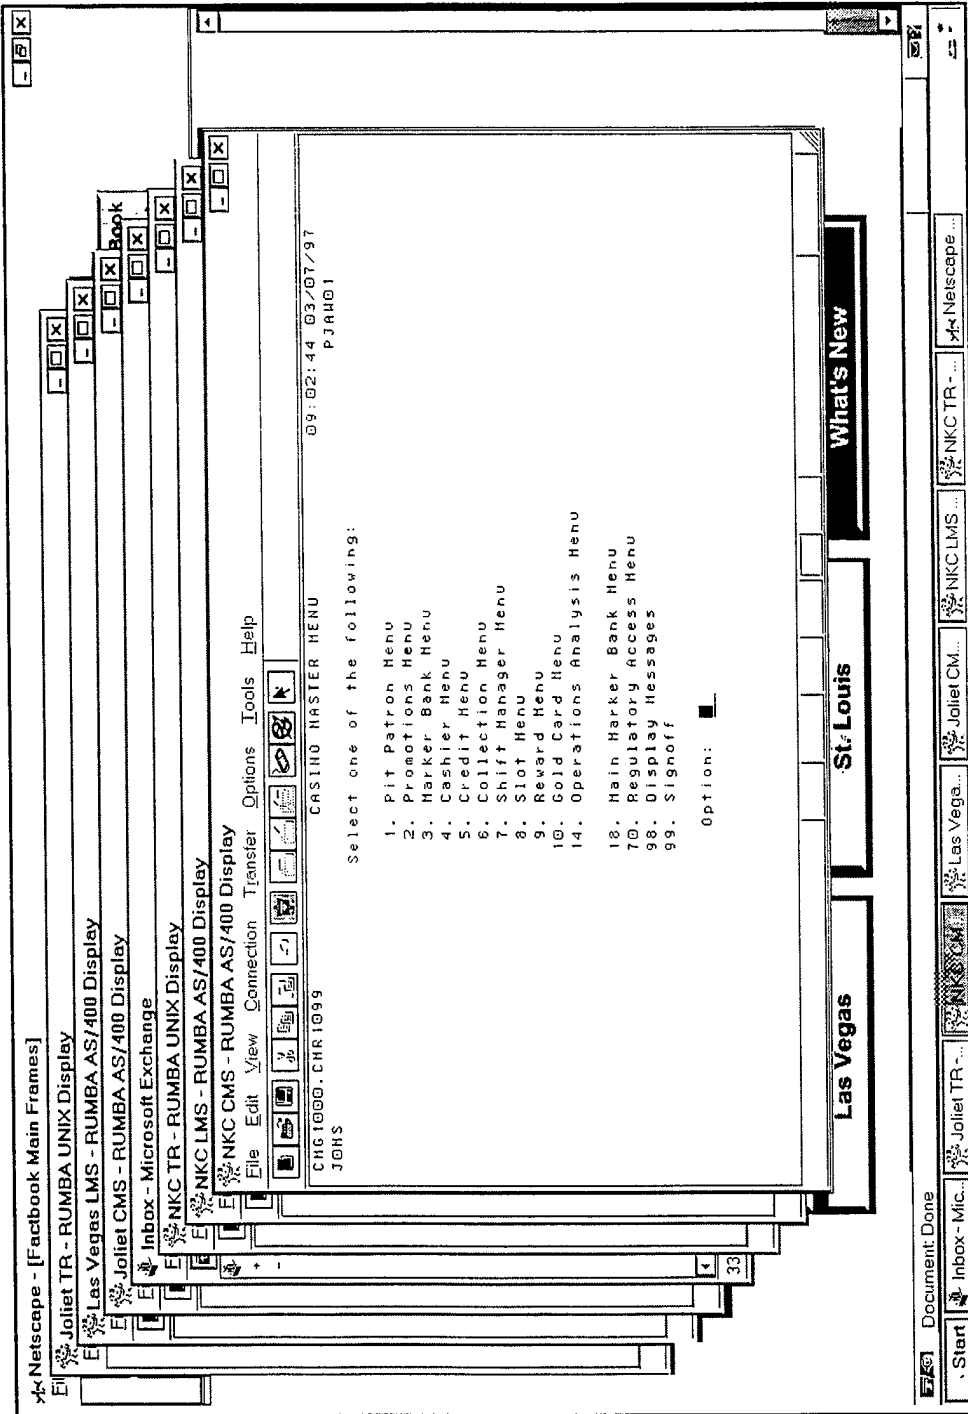 Netscape - [Factbook Main Frames]
Joliet TR - RUMBA UNIX Display
Las Vegas LMS - RUMBA AS/400 Display
Joliet CMS - RUMBA AS/400 Display
Book
Inbox - Microsoft Exchange
NKC TR - RUMBA UNIX Display
NKC LMS - RUMBA AS/400 Display
NKC CMS - RUMBA AS/400 Display
File Edit View Connection Transfer Options Tools Help
CMG1000.CMR1099 CASINO MASTER MENU 09:02:44 03/07/97
JOMS PJAW01
Select one of the following:
1. Pit Patron Menu
2. Promotions Menu
3. Marker Bank Menu
4. Cashier Menu
5. Credit Menu
6. Collection Menu
7. Shift Manager Menu
8. Slot Menu
9. Reward Menu
10. Gold Card Menu
14. Operations Analysis Menu
18. Main Marker Bank Menu
70. Regulatory Access Menu
98. Display Messages
99. Signoff
Option:
33
Las Vegas St. Louis What's New
Document: Done
Start Inbox - Mic... Joliet TR - ... NKC CM... Las Vega... Joliet CM... NKC LMS ... NKC TR - ... Netscape ...